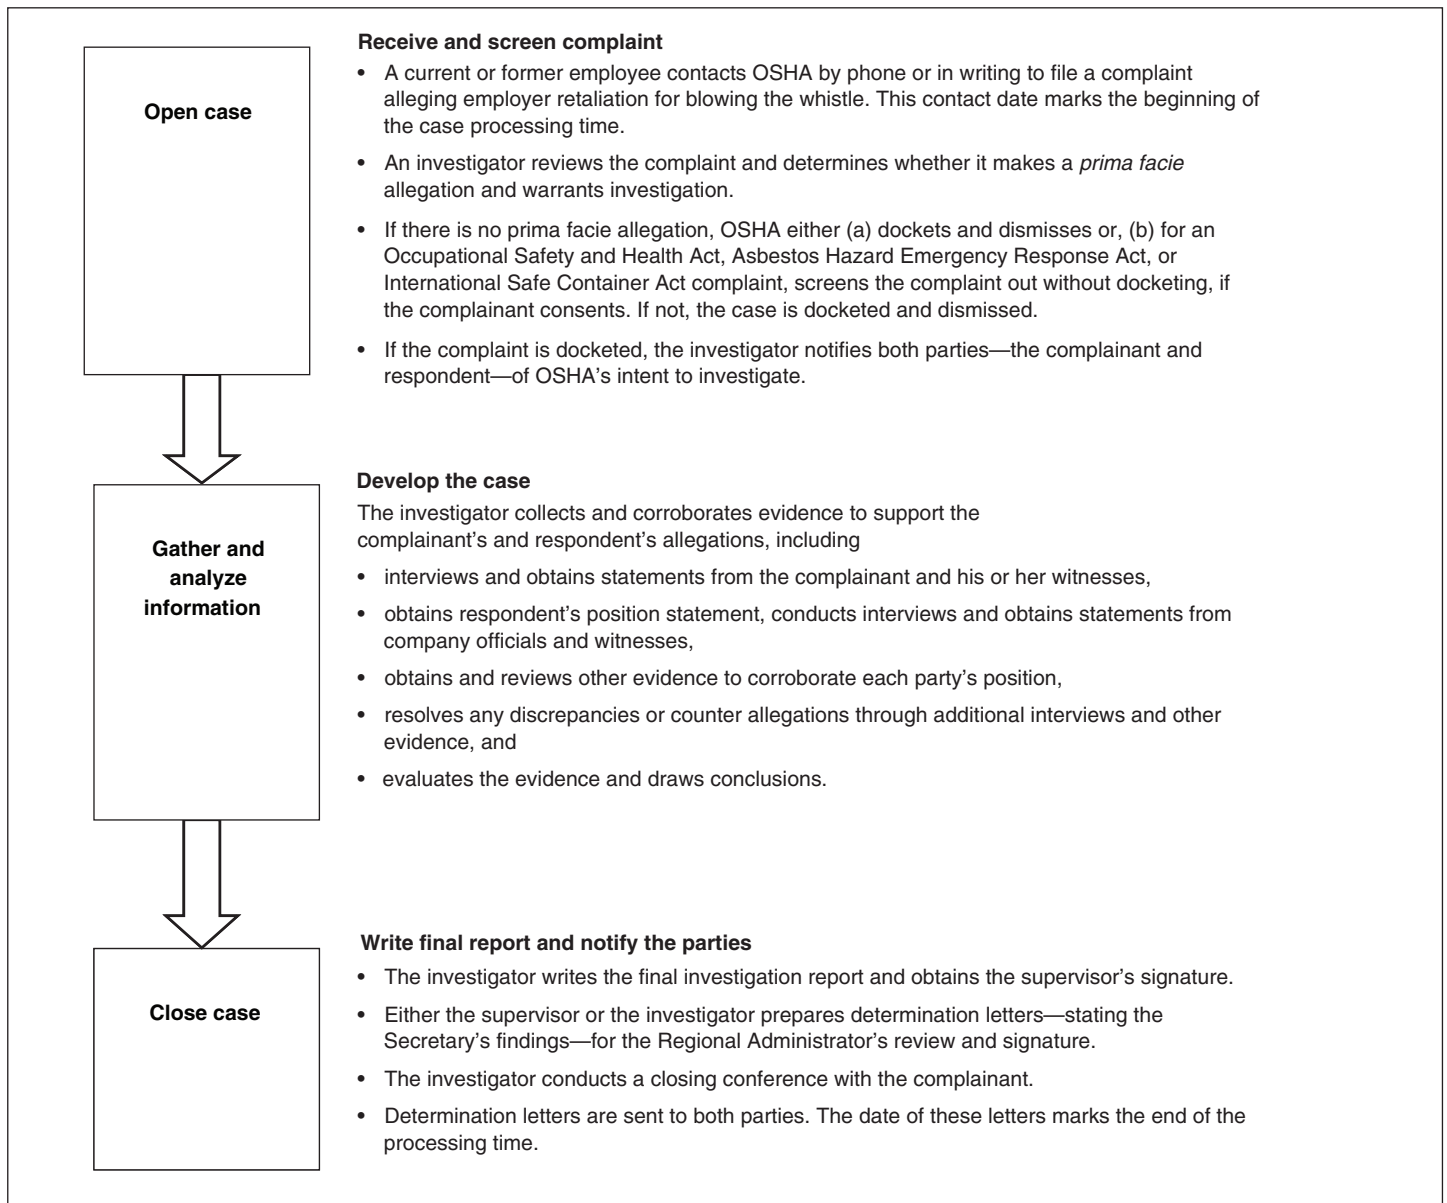 Open case
Receive and screen complaint
• A current or former employee contacts OSHA by phone or in writing to file a complaint
alleging employer retaliation for blowing the whistle. This contact date marks the beginning of
the case processing time.
• An investigator reviews the complaint and determines whether it makes a prima facie
allegation and warrants investigation.
• If there is no prima facie allegation, OSHA either (a) dockets and dismisses or, (b) for an
Occupational Safety and Health Act, Asbestos Hazard Emergency Response Act, or
International Safe Container Act complaint, screens the complaint out without docketing, if
the complainant consents. If not, the case is docketed and dismissed.
• If the complaint is docketed, the investigator notifies both parties—the complainant and
respondent—of OSHA's intent to investigate.
Gather and
analyze
information
Develop the case
The investigator collects and corroborates evidence to support the
complainant's and respondent's allegations, including
• interviews and obtains statements from the complainant and his or her witnesses,
• obtains respondent's position statement, conducts interviews and obtains statements from
company officials and witnesses,
• obtains and reviews other evidence to corroborate each party's position,
• resolves any discrepancies or counter allegations through additional interviews and other
evidence, and
• evaluates the evidence and draws conclusions.
Close case
Write final report and notify the parties
• The investigator writes the final investigation report and obtains the supervisor's signature.
• Either the supervisor or the investigator prepares determination letters—stating the
Secretary's findings—for the Regional Administrator's review and signature.
• The investigator conducts a closing conference with the complainant.
• Determination letters are sent to both parties. The date of these letters marks the end of the
processing time.